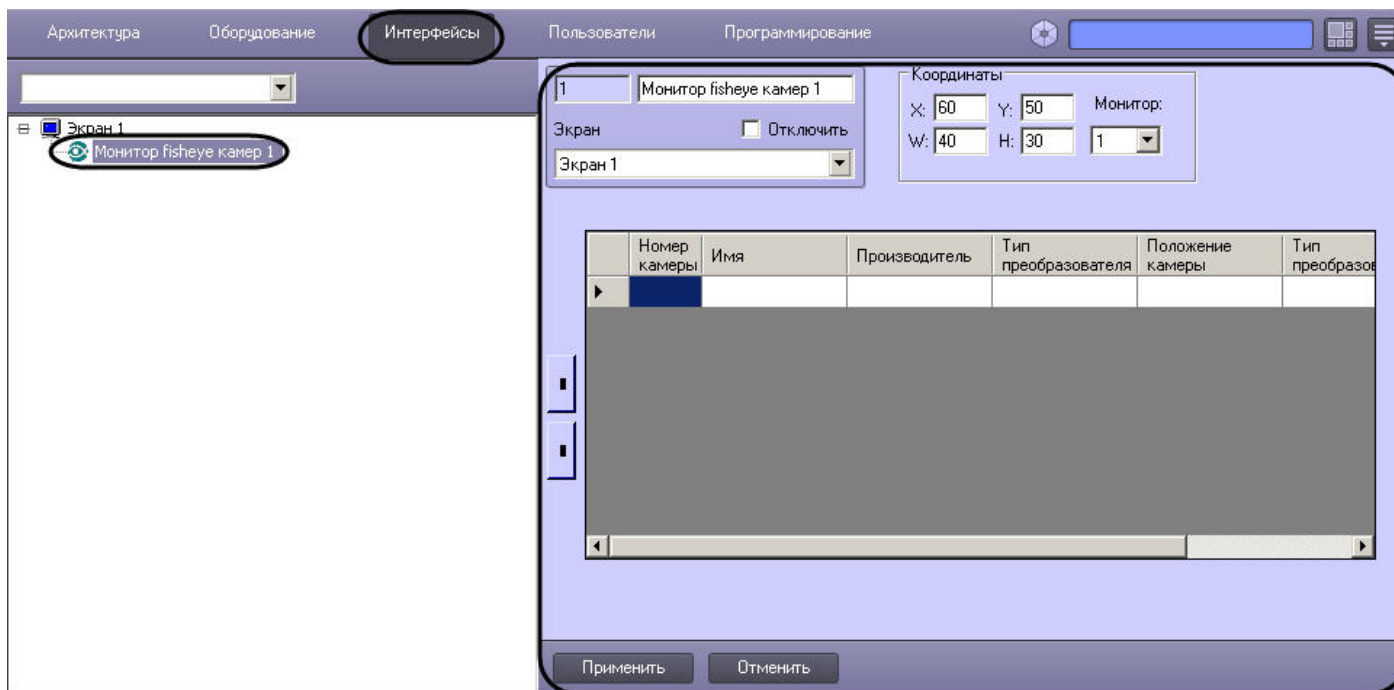 Архитектура Оборудование Интерфейсы Пользователи Программирование
Экран 1
Монитор fisheye камер 1
1 Монитор fisheye камер 1
Экран Отключить
Экран 1
Координаты
X: 60 Y: 50 Монитор:
W: 40 H: 30 1
Номер камеры Имя Производитель Тип преобразователя Положение камеры Тип преобразов
Применить Отменить